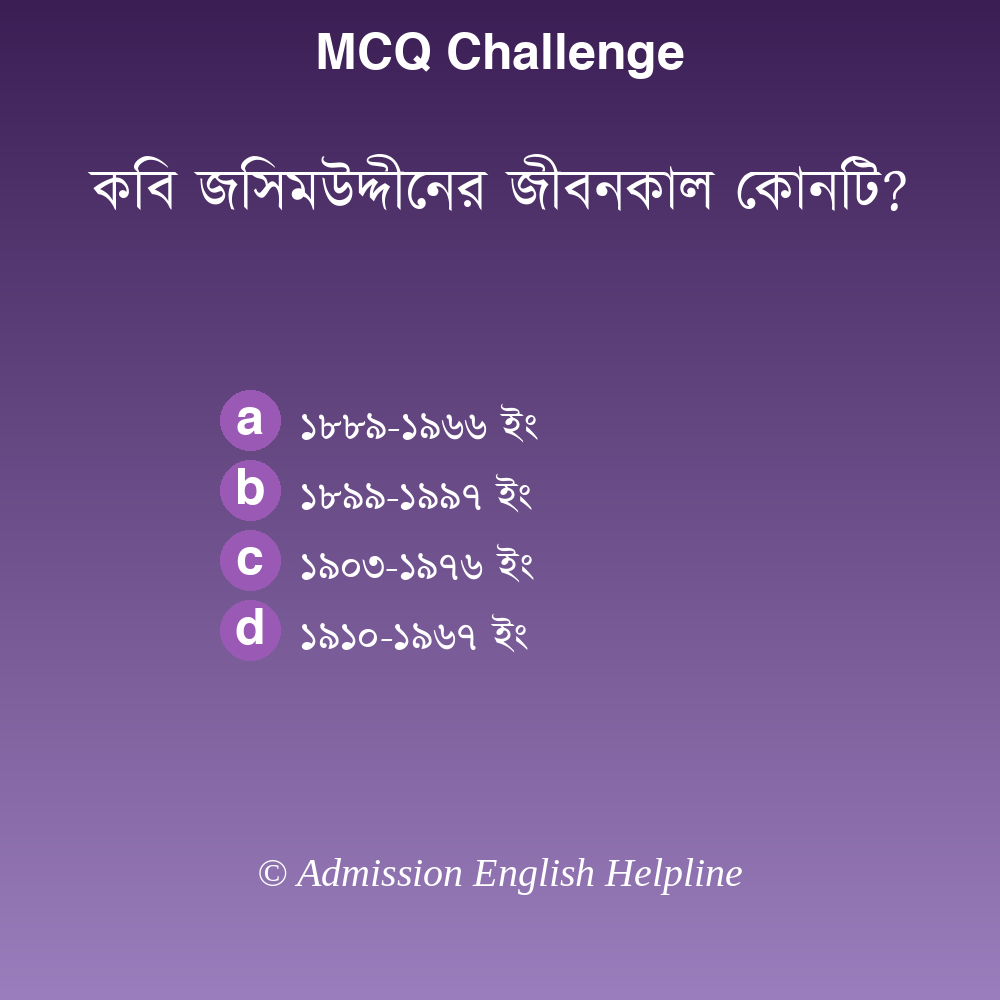 MCQ Challenge
কবি জসিমউদ্দীনের জীবনকাল কোনটি?
a ১৮৮৯-১৯৬৬ ইং
b ১৮৯৯-১৯৯৭ ইং
c ১৯০৩-১৯৭৬ ইং
d ১৯১০-১৯৬৭ ইং
© Admission English Helpline